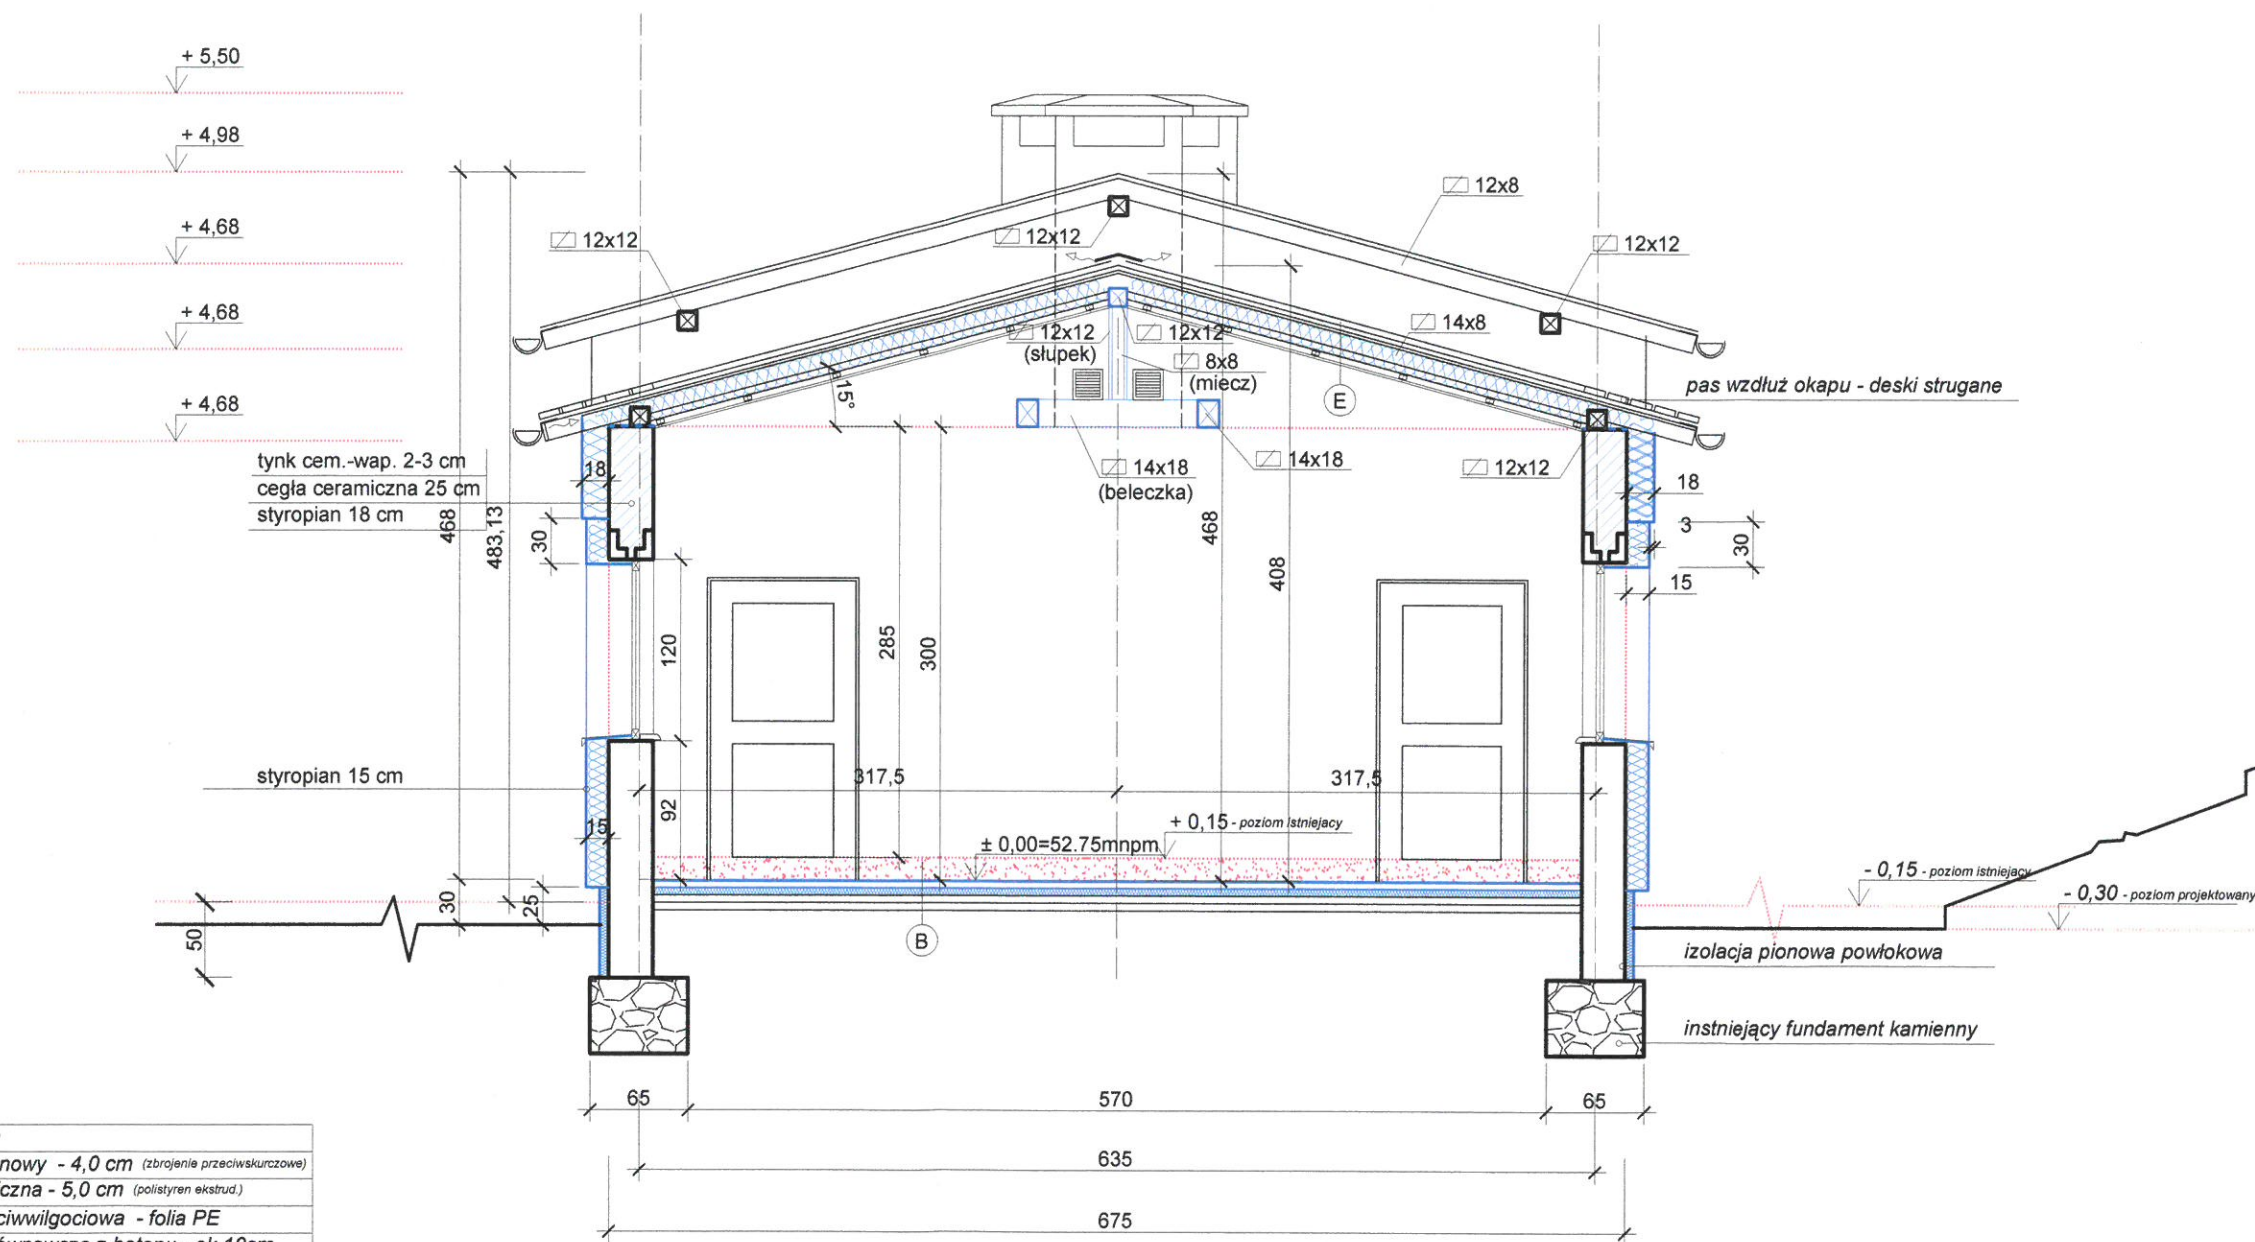 + 5,50
+ 4,98
+ 4,68
+ 4,68
+ 4,68
12x12
12x12
12x8
12x12
12x12
(słupek)
12x12
14x8
8x8
(miecz)
15°
E
pas wzdłuż okapu - deski strugane
tynk cem.-wap. 2-3 cm
cegła ceramiczna 25 cm
styropian 18 cm
18
14x18
(beleczka)
14x18
12x12
18
3
30
15
468
483,13
30
468
408
120
285
300
styropian 15 cm
317,5
317,5
92
15
+ 0,15 - poziom istniejacy
± 0,00=52.75mnpm
- 0,15 - poziom istniejący
- 0,30 - poziom projektowany
30
25
50
B
izolacja pionowa powłokowa
instniejący fundament kamienny
65
570
65
635
675
nowy - 4,0 cm (zbrojenie przeciwskurczowe)
czna - 5,0 cm (polistyren ekstrud.)
ciwwilgociowa - folia PE